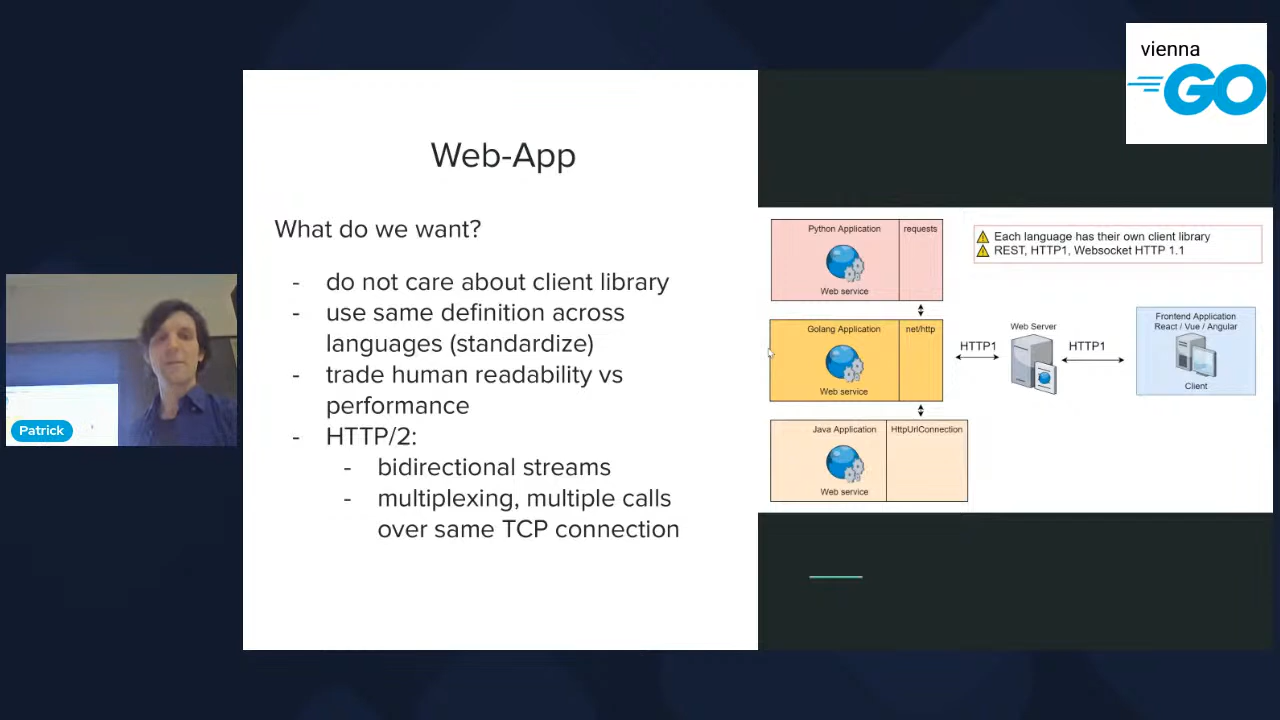 vienna
GO
Web-App
What do we want?
- do not care about client library
- use same definition across
languages (standardize)
- trade human readability vs
performance
- HTTP/2:
- bidirectional streams
- multiplexing, multiple calls
over same TCP connection
Patrick
Python Application
requests
Web service
Each language has their own client library
REST, HTTP1, Websocket HTTP 1.1
Golang Application
net/http
Web service
HTTP1
Web Server
HTTP1
Frontend Application
React / Vue / Angular
Client
Java Application
HttpUrlConnection
Web service